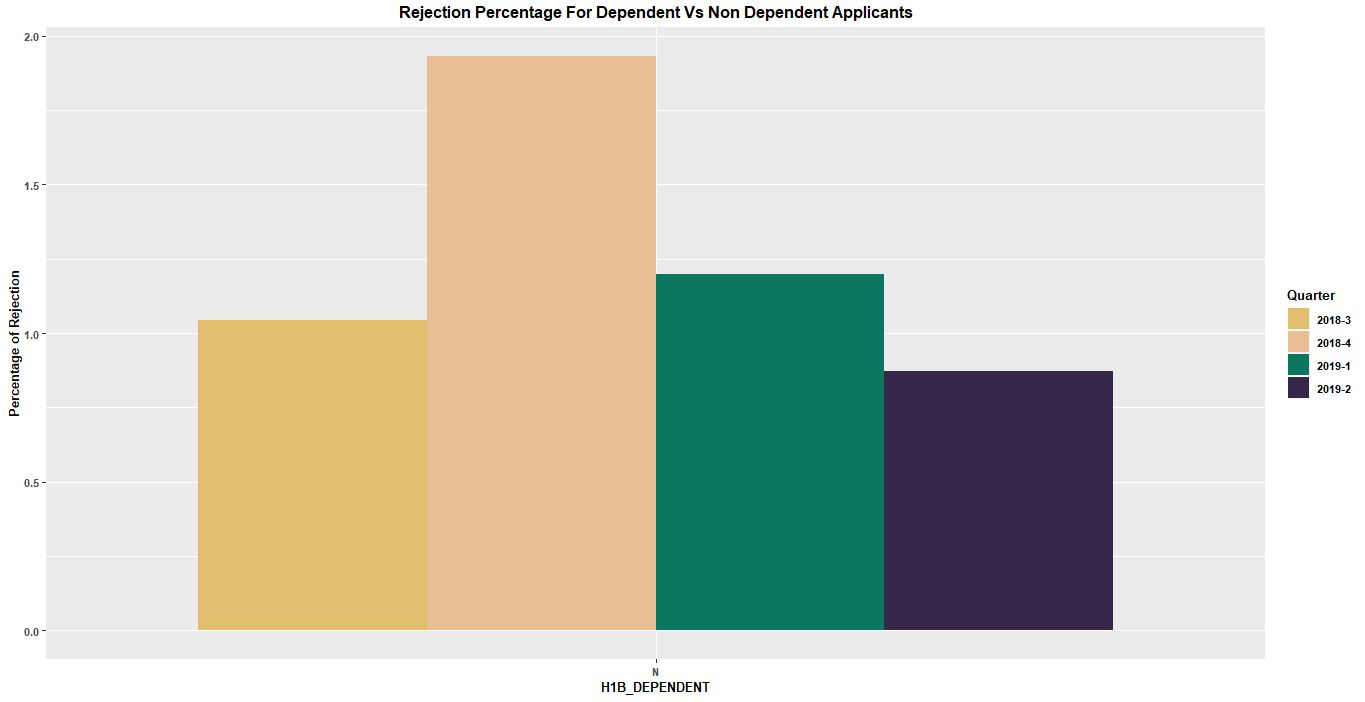 Rejection Percentage For Dependent Vs Non Dependent Applicants
2.0
1.5
1.0
0.5
0.0
Percentage of Rejection
N
H1B_DEPENDENT
Quarter
2018-3
2018-4
2019-1
2019-2